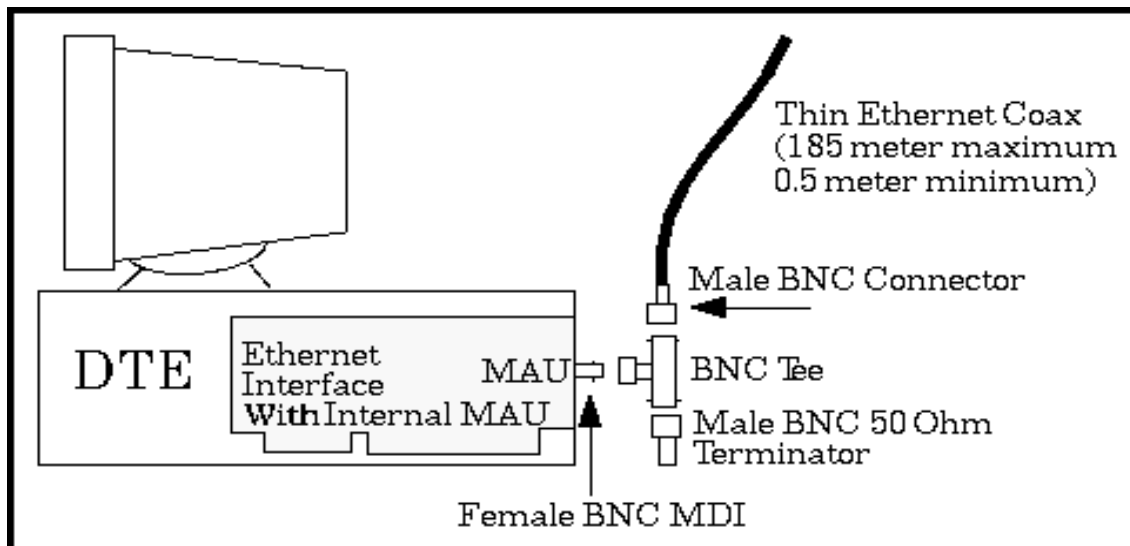 Thin Ethernet Coax
(185 meter maximum
0.5 meter minimum)
Male BNC Connector
DTE
Ethernet
Interface
With Internal MAU
MAU
BNC Tee
Male BNC 50 Ohm
Terminator
Female BNC MDI